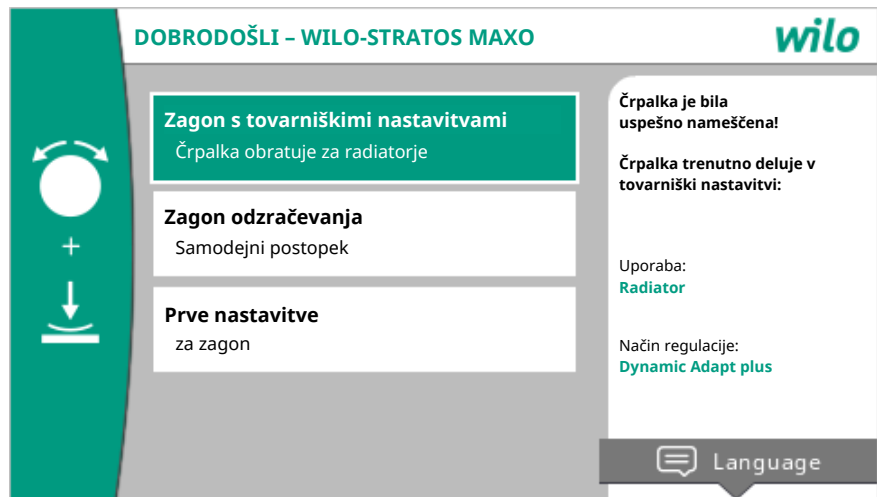 DOBRODOŠLI – WILO-STRATOS MAXO
wilo
Zagon s tovarniškimi nastavitvami
Črpalka obratuje za radiatorje
Zagon odzračevanja
Samodejni postopek
Prve nastavitve
za zagon
+
Črpalka je bila
uspešno nameščena!
Črpalka trenutno deluje v
tovarniški nastavitvi:
Uporaba:
Radiator
Način regulacije:
Dynamic Adapt plus
Language